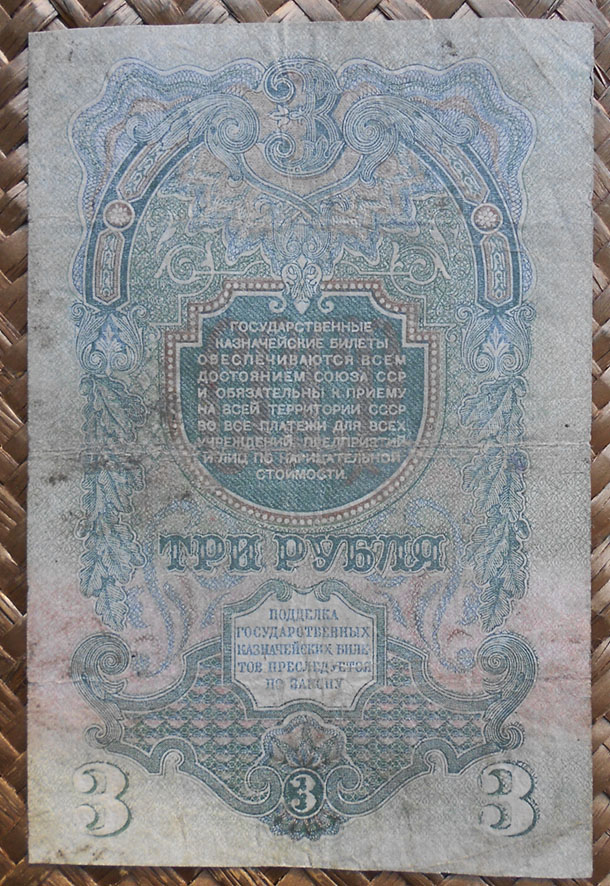 3
ГОСУДАРСТВЕННЫЕ
КАЗНАЧЕЙСКИЕ БИЛЕТЫ
ОБЕСПЕЧИВАЮТСЯ ВСЕМ
ДОСТОЯНИЕМ СОЮЗА ССР
И ОБЯЗАТЕЛЬНЫ К ПРИЕМУ
НА ВСЕЙ ТЕРРИТОРИИ СССР
ВО ВСЕ ПЛАТЕЖИ ДЛЯ ВСЕХ
УЧРЕЖДЕНИЙ, ПРЕДПРИЯТИЙ
И ЛИЦ ПО НАРИЦАТЕЛЬНОЙ
СТОИМОСТИ.
ТРИ РУБЛЯ
ПОДДЕЛКА
ГОСУДАРСТВЕННЫХ
КАЗНАЧЕЙСКИХ БИЛЕ
ТОВ ПРЕСЛЕДУЕТСЯ
ПО ЗАКОНУ
3 3 3